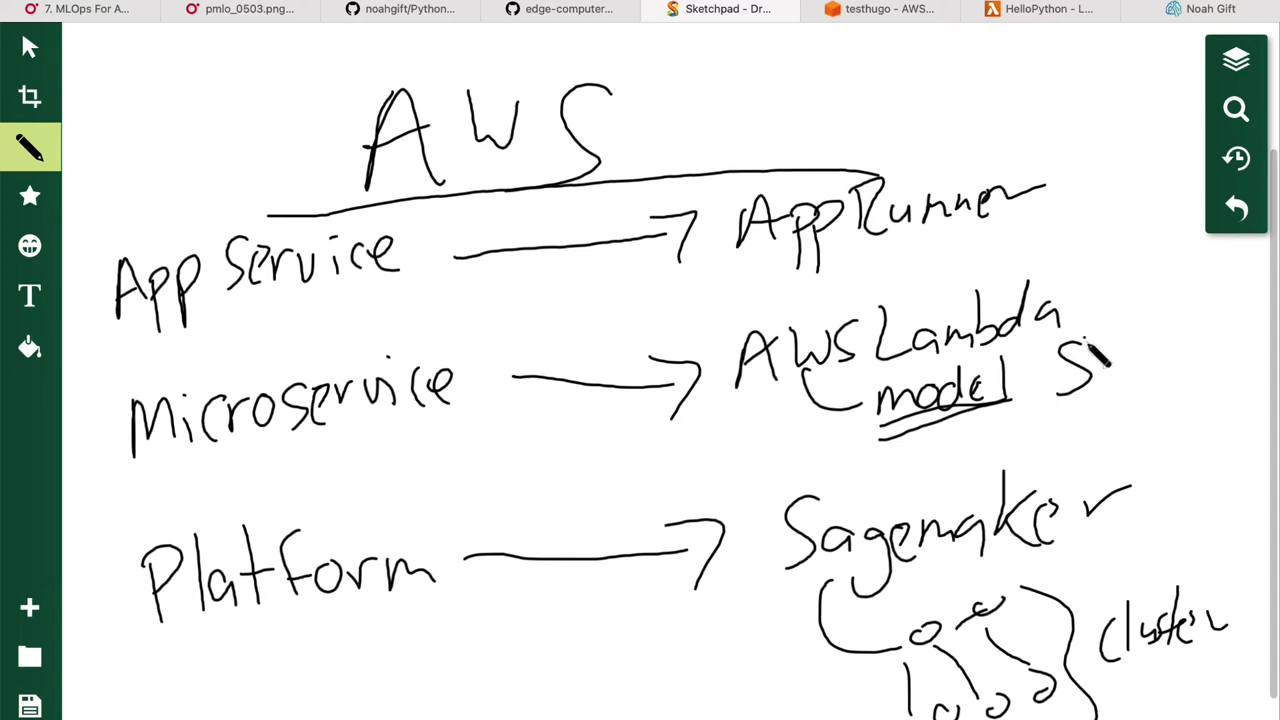 7. MLOps For A...
pmlo_0503.png...
noahgift/Python...
edge-computer...
Sketchpad - Dr...
testhugo - AWS...
HelloPython - L...
Noah Gift
AWS
App Service → AppRunner
Microservice → AWS Lambda
model S
Platform → Sagemaker
cluster
T